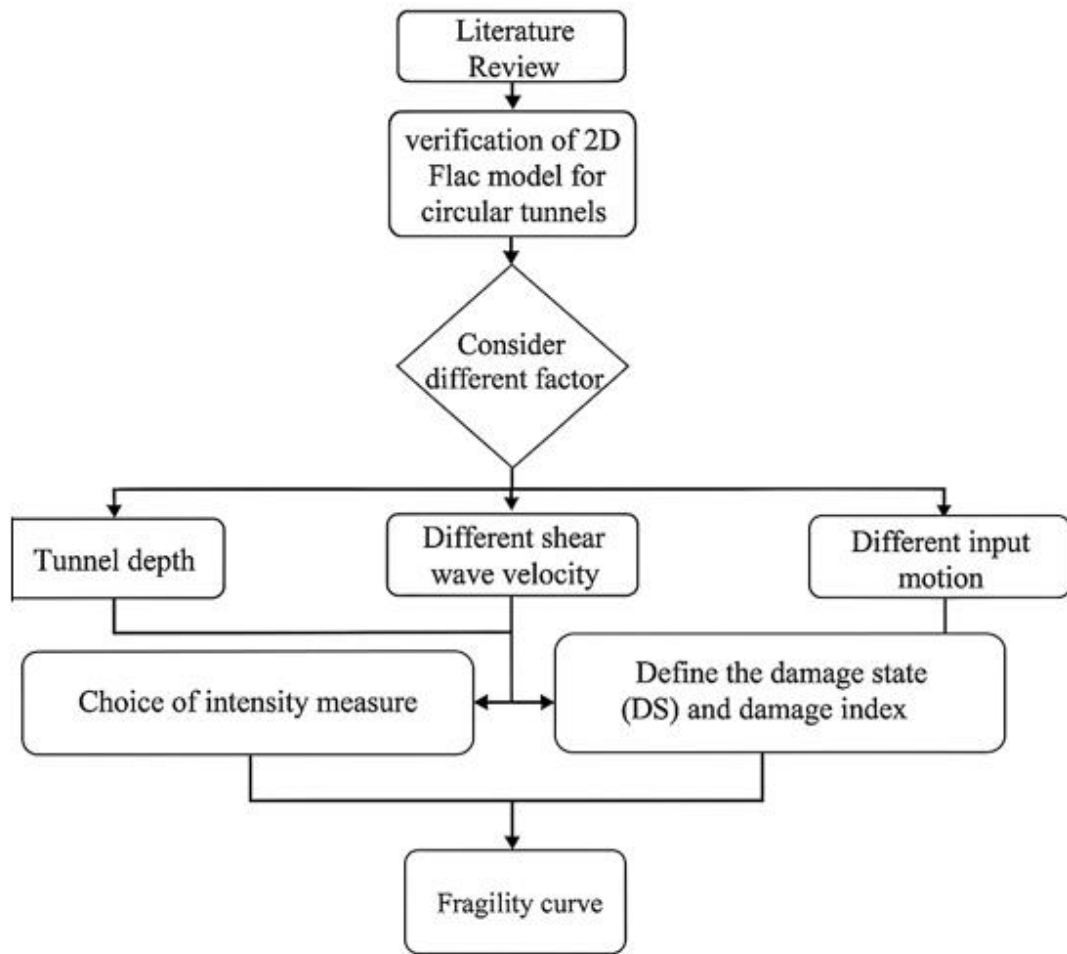 Literature
Review
verification of 2D
Flac model for
circular tunnels
Consider
different factor
Tunnel depth
Different shear
wave velocity
Different input
motion
Choice of intensity measure
Define the damage state
(DS) and damage index
Fragility curve